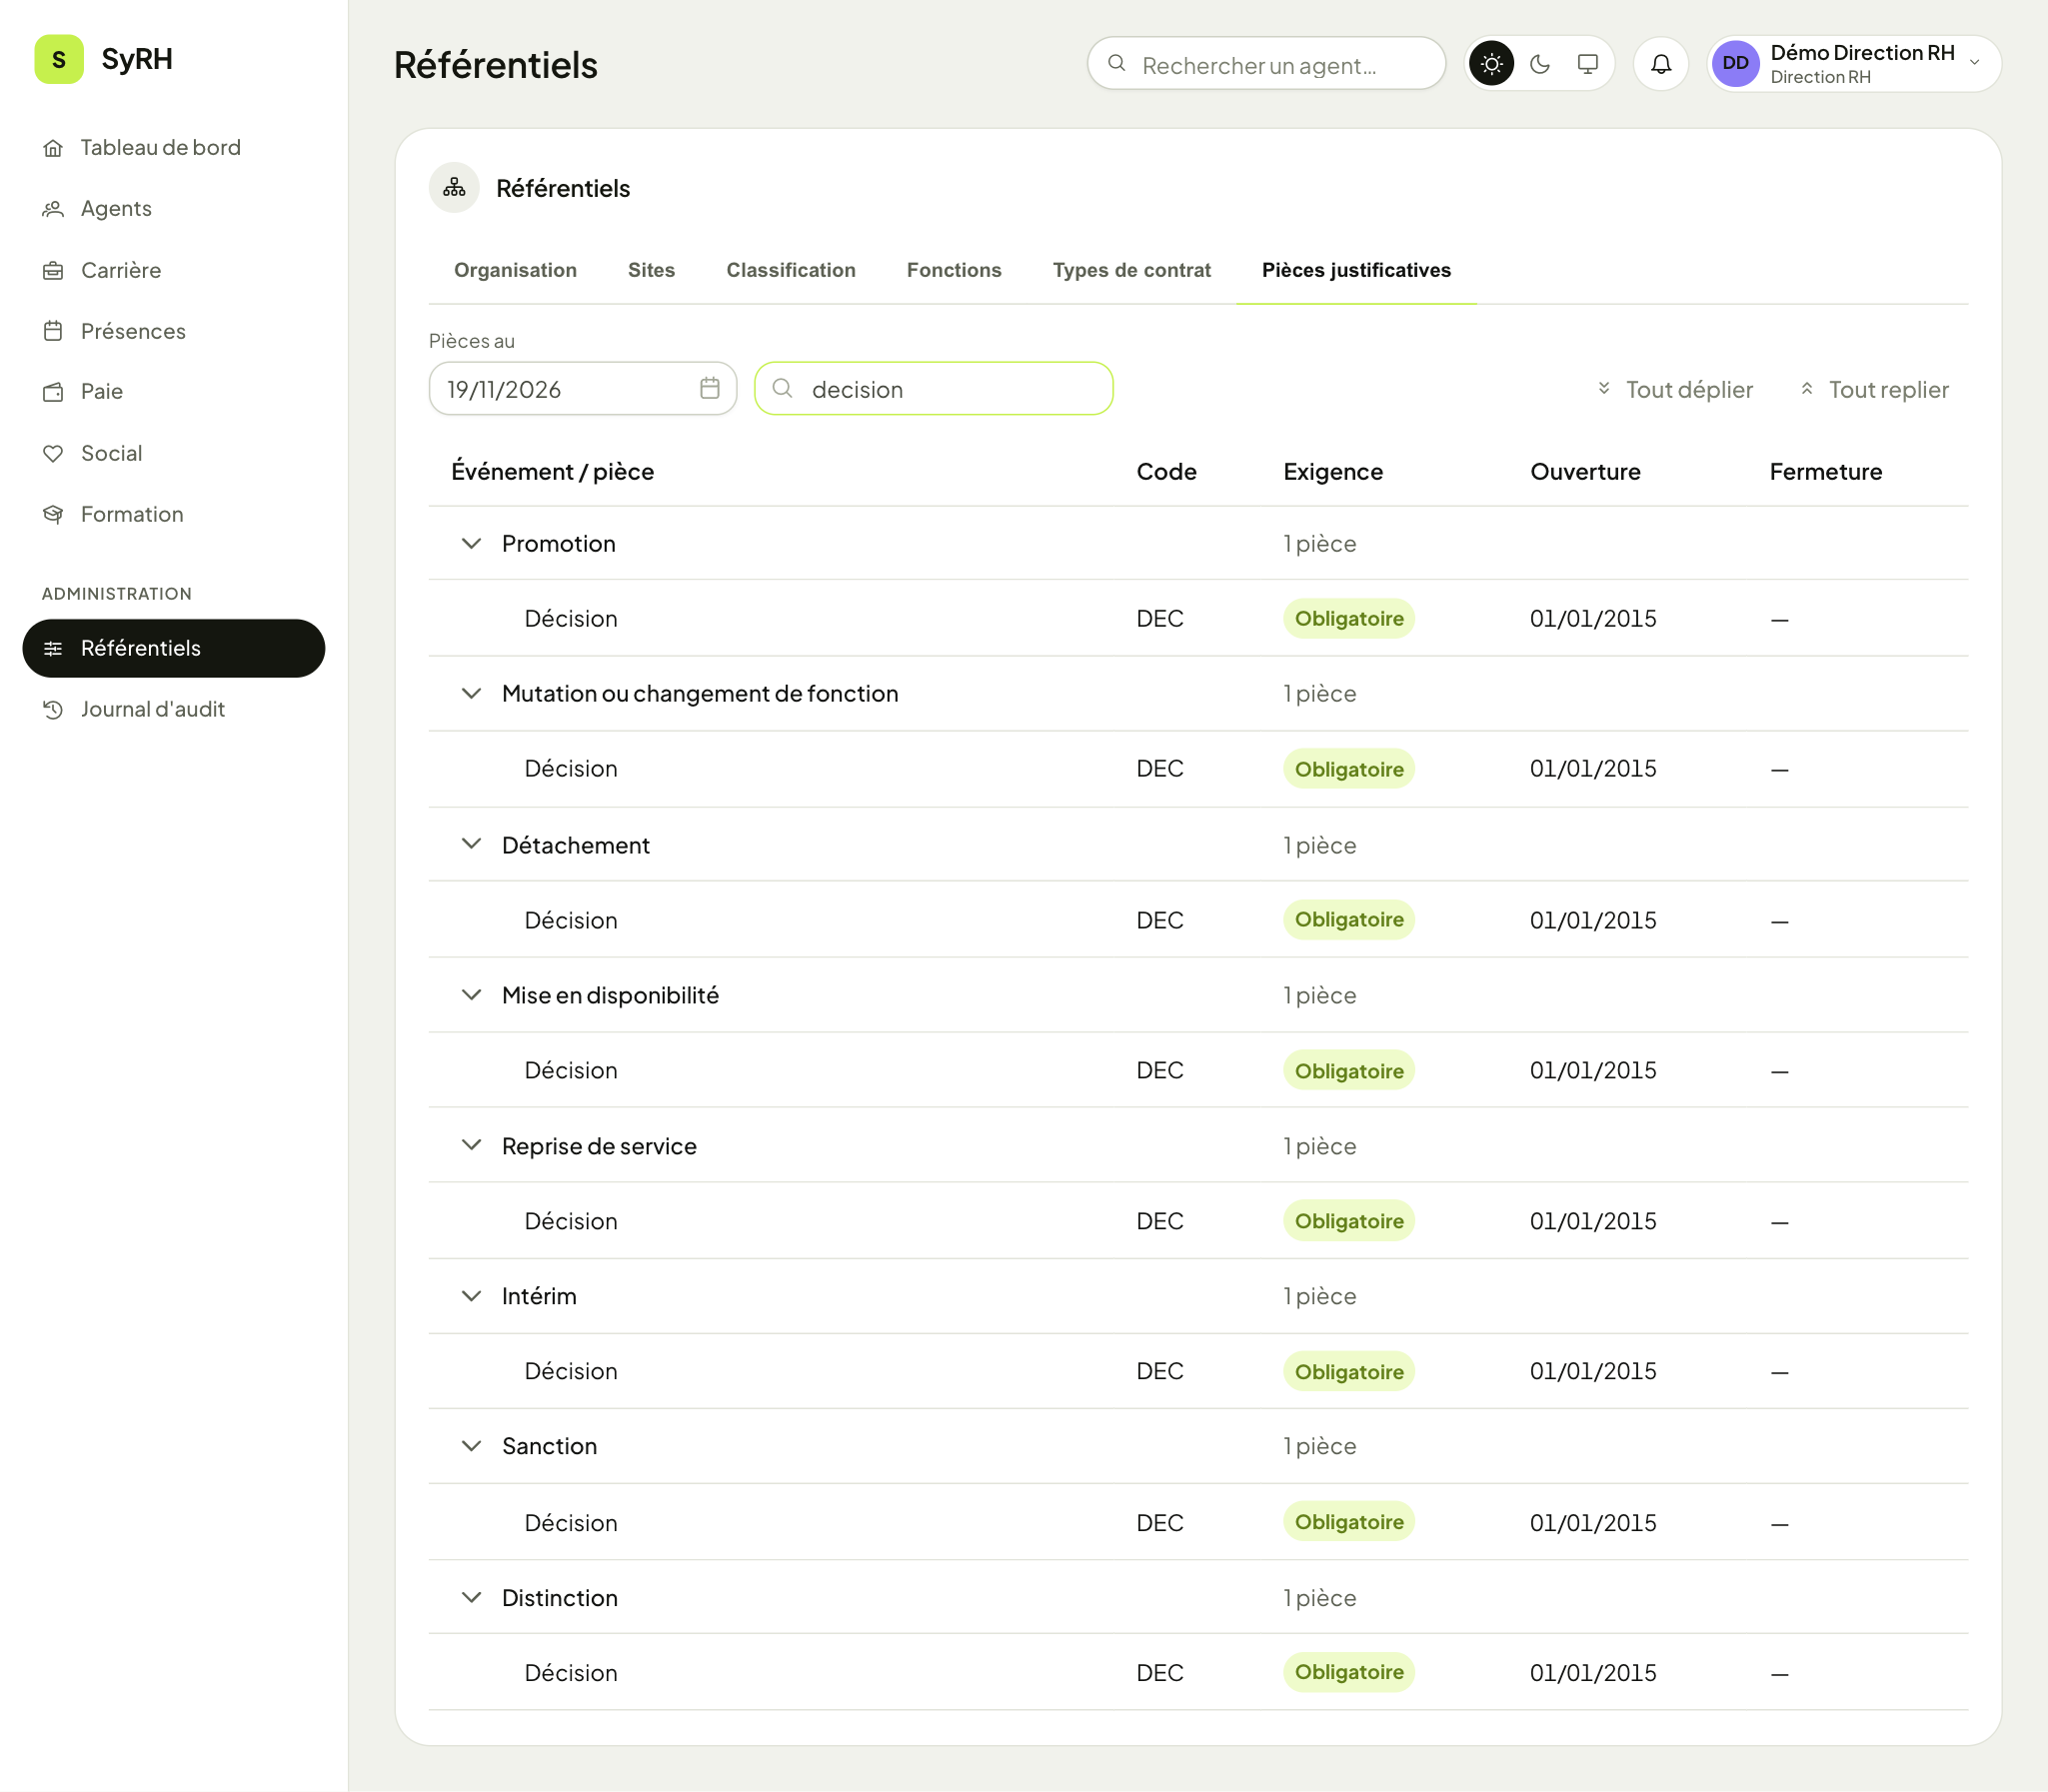 S SyRH
Tableau de bord
Agents
Carrière
Présences
Paie
Social
Formation
ADMINISTRATION
Référentiels
Journal d'audit
Référentiels
Rechercher un agent...
DD
Démo Direction RH
Direction RH
Référentiels
Organisation Sites Classification Fonctions Types de contrat Pièces justificatives
Pièces au
19/11/2026 decision Tout déplier Tout replier
Événement / pièce Code Exigence Ouverture Fermeture
Promotion 1 pièce
Décision DEC Obligatoire 01/01/2015 —
Mutation ou changement de fonction 1 pièce
Décision DEC Obligatoire 01/01/2015 —
Détachement 1 pièce
Décision DEC Obligatoire 01/01/2015 —
Mise en disponibilité 1 pièce
Décision DEC Obligatoire 01/01/2015 —
Reprise de service 1 pièce
Décision DEC Obligatoire 01/01/2015 —
Intérim 1 pièce
Décision DEC Obligatoire 01/01/2015 —
Sanction 1 pièce
Décision DEC Obligatoire 01/01/2015 —
Distinction 1 pièce
Décision DEC Obligatoire 01/01/2015 —